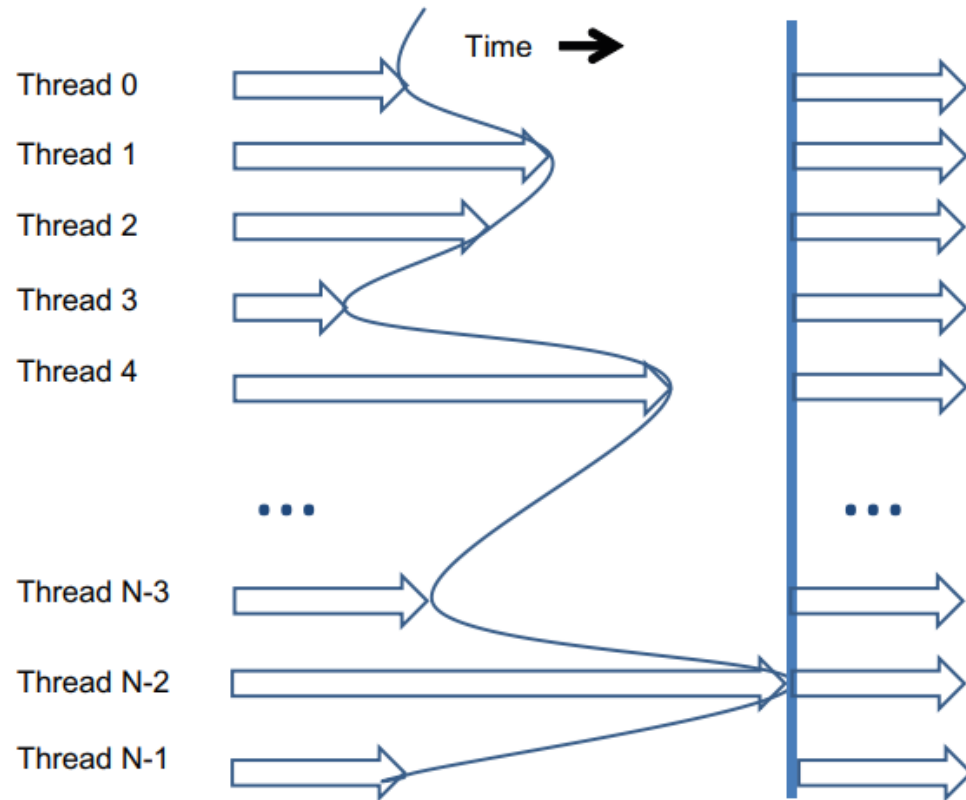 Time
Thread 0
Thread 1
Thread 2
Thread 3
Thread 4
... ...
Thread N-3
Thread N-2
Thread N-1